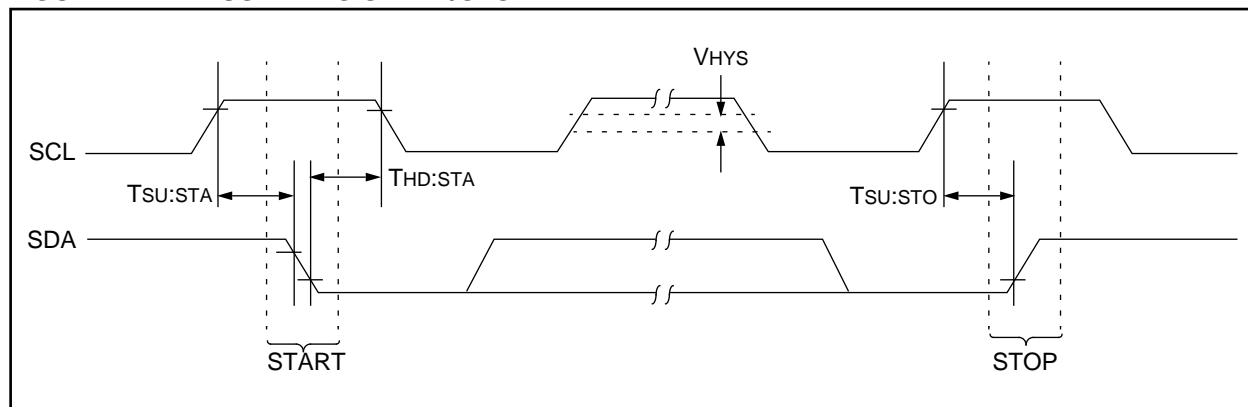 VHYS
SCL
TSU:STA
THD:STA
TSU:STO
SDA
START
STOP